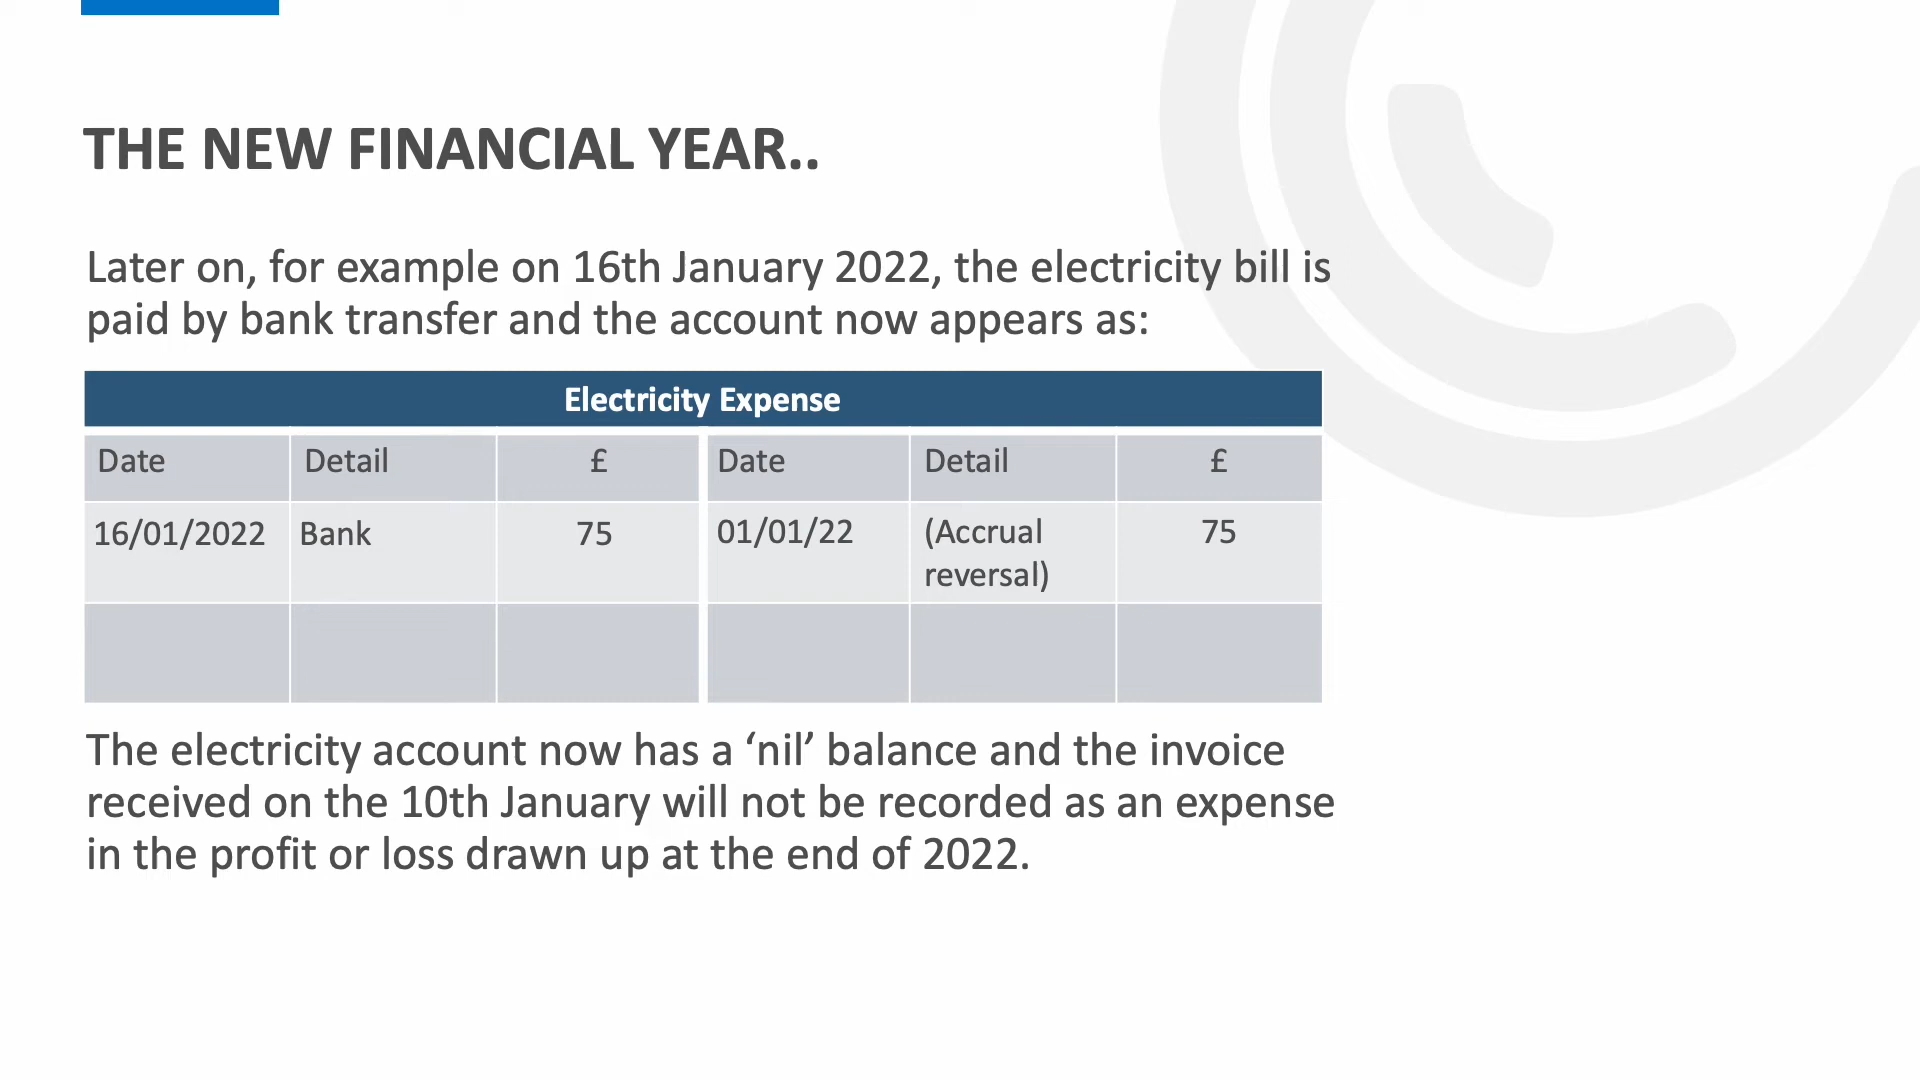 THE NEW FINANCIAL YEAR..
Later on, for example on 16th January 2022, the electricity bill is
paid by bank transfer and the account now appears as:
Electricity Expense
Date Detail £ Date Detail £
16/01/2022 Bank 75 01/01/22 (Accrual reversal) 75
The electricity account now has a ‘nil’ balance and the invoice
received on the 10th January will not be recorded as an expense
in the profit or loss drawn up at the end of 2022.